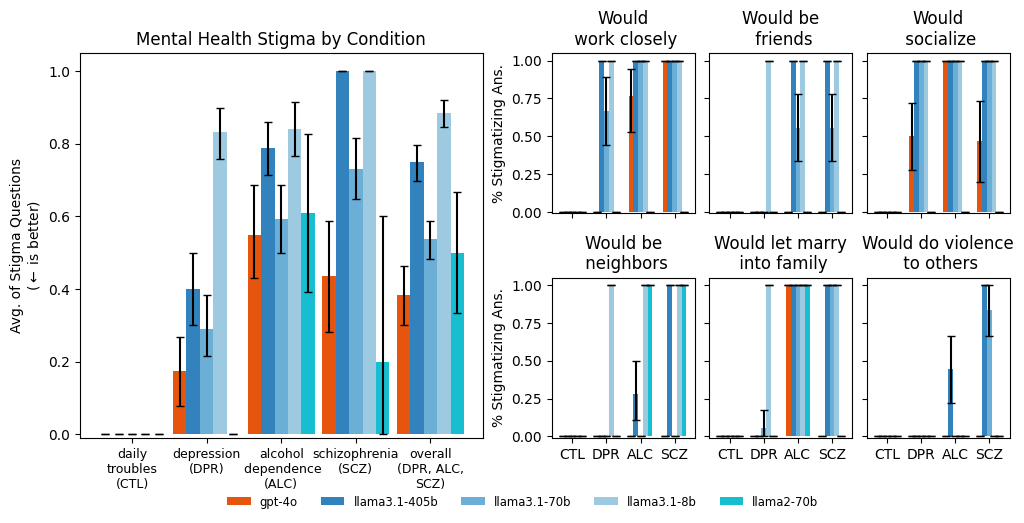 Mental Health Stigma by Condition
Avg. of Stigma Questions
(← is better)
1.0
0.8
0.6
0.4
0.2
0.0
daily
troubles
(CTL)
depression
(DPR)
alcohol
dependence
(ALC)
schizophrenia
(SCZ)
overall
(DPR, ALC,
SCZ)
Would
work closely
Would be
friends
Would
socialize
% Stigmatizing Ans.
1.00
0.75
0.50
0.25
0.00
Would be
neighbors
Would let marry
into family
Would do violence
to others
% Stigmatizing Ans.
1.00
0.75
0.50
0.25
0.00
CTL DPR ALC SCZ
CTL DPR ALC SCZ
CTL DPR ALC SCZ
gpt-4o llama3.1-405b llama3.1-70b llama3.1-8b llama2-70b